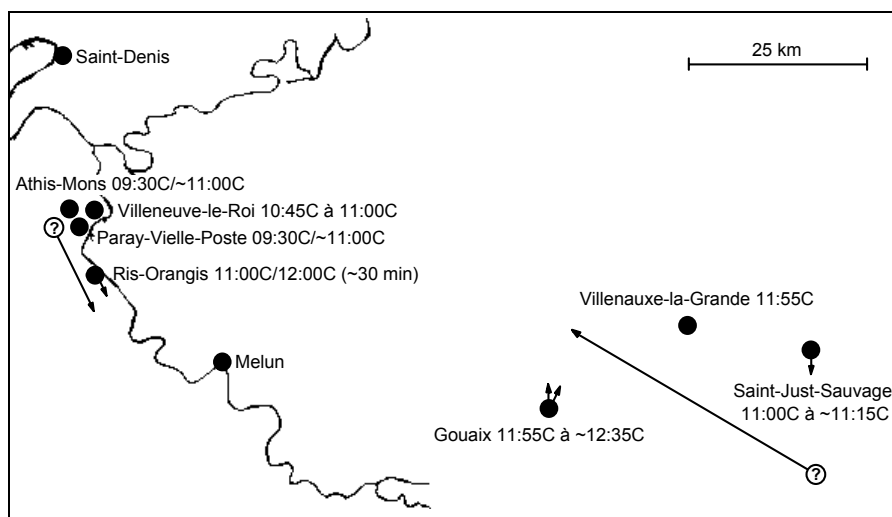 Saint-Denis
25 km
Athis-Mons 09:30C/~11:00C
Villeneuve-le-Roi 10:45C à 11:00C
?
Paray-Vielle-Poste 09:30C/~11:00C
Ris-Orangis 11:00C/12:00C (~30 min)
Villenauxe-la-Grande 11:55C
Melun
Saint-Just-Sauvage
11:00C à ~11:15C
Gouaix 11:55C à ~12:35C
?